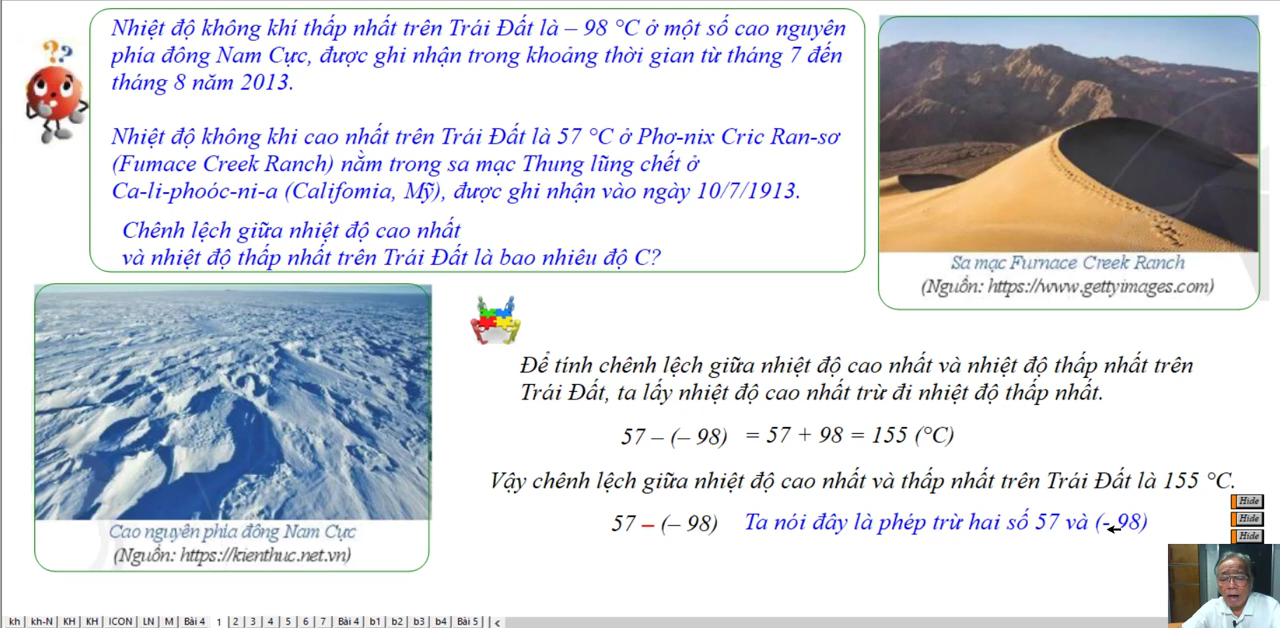 Nhiệt độ không khí thấp nhất trên Trái Đất là – 98 °C ở một số cao nguyên
phía đông Nam Cực, được ghi nhận trong khoảng thời gian từ tháng 7 đến
tháng 8 năm 2013.
Nhiệt độ không khi cao nhất trên Trái Đất là 57 °C ở Phơ-nix Cric Ran-sơ
(Fumace Creek Ranch) nằm trong sa mạc Thung lũng chết ở
Ca-li-phoóc-ni-a (Califomia, Mỹ), được ghi nhận vào ngày 10/7/1913.
Chênh lệch giữa nhiệt độ cao nhất
và nhiệt độ thấp nhất trên Trái Đất là bao nhiêu độ C?
Sa mạc Furnace Creek Ranch
(Nguồn: https://www.gettyimages.com)
Cao nguyên phía đông Nam Cực
(Nguồn: https://kienthuc.net.vn)
Để tính chênh lệch giữa nhiệt độ cao nhất và nhiệt độ thấp nhất trên
Trái Đất, ta lấy nhiệt độ cao nhất trừ đi nhiệt độ thấp nhất.
57 – (– 98) = 57 + 98 = 155 (°C)
Vậy chênh lệch giữa nhiệt độ cao nhất và thấp nhất trên Trái Đất là 155 °C.
57 – (– 98) Ta nói đây là phép trừ hai số 57 và (- 98)
Hide
Hide
Hide
kh | kh-N | KH | KH | ICON | LN | M | Bài 4 | 1 | 2 | 3 | 4 | 5 | 6 | 7 | Bài 4 | b1 | b2 | b3 | b4 | Bài 5 | | <